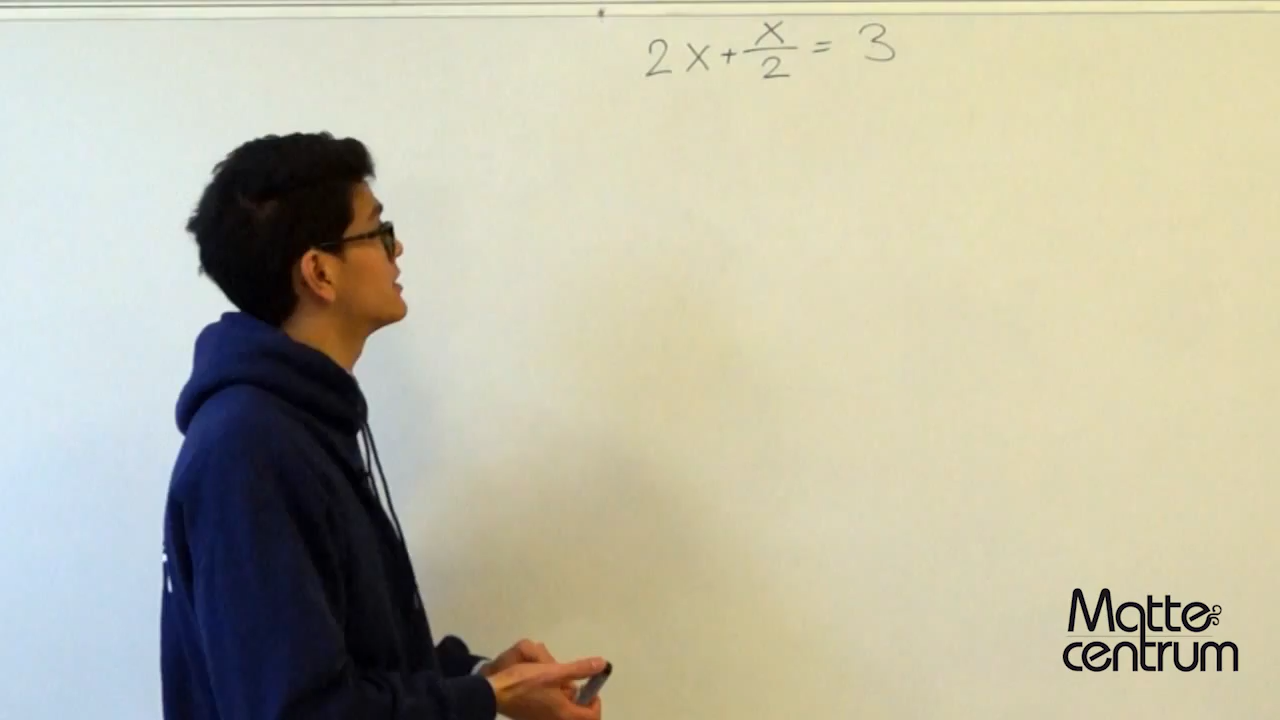 2x + x/2 = 3
Matte
centrum